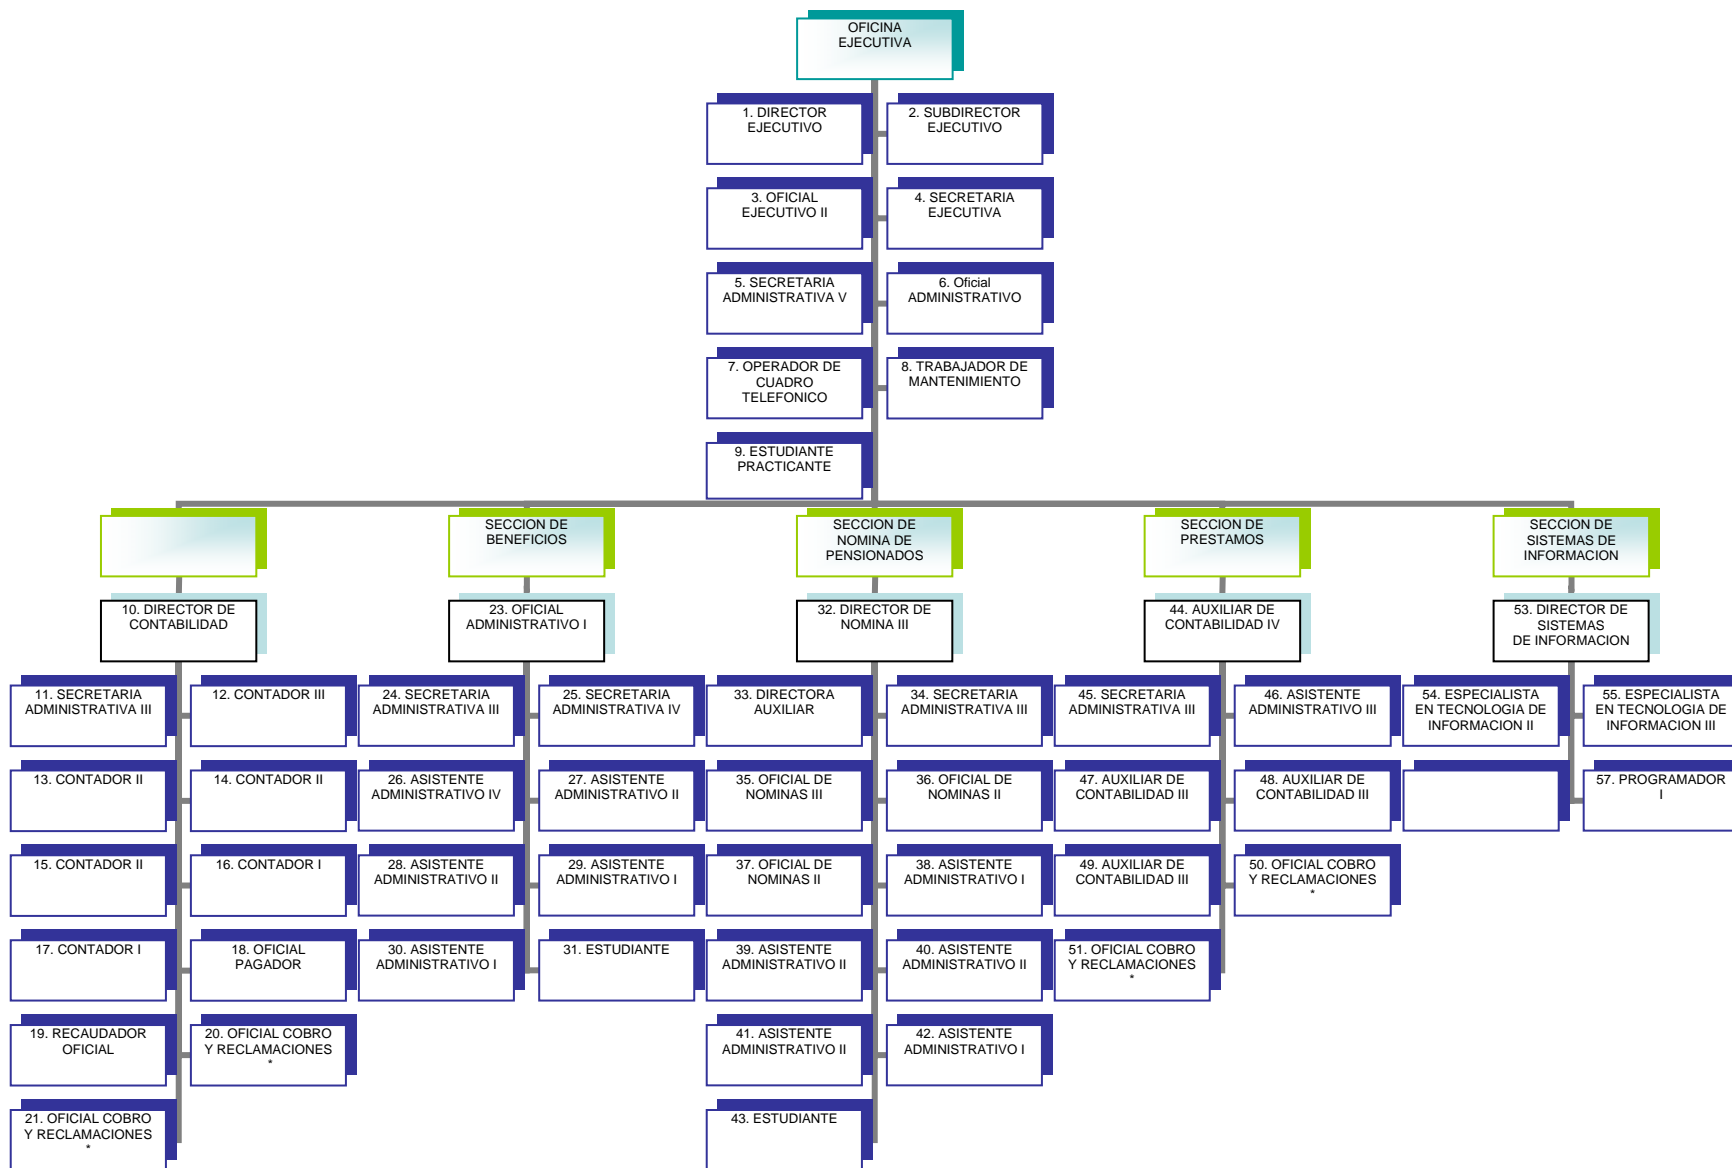 OFICINA
EJECUTIVA
1. DIRECTOR
EJECUTIVO
2. SUBDIRECTOR
EJECUTIVO
3. OFICIAL
EJECUTIVO II
4. SECRETARIA
EJECUTIVA
5. SECRETARIA
ADMINISTRATIVA V
6. Oficial
ADMINISTRATIVO
7. OPERADOR DE
CUADRO
TELEFONICO
8. TRABAJADOR DE
MANTENIMIENTO
9. ESTUDIANTE
PRACTICANTE
SECCION DE
BENEFICIOS
SECCION DE
NOMINA DE
PENSIONADOS
SECCION DE
PRESTAMOS
SECCION DE
SISTEMAS DE
INFORMACION
10. DIRECTOR DE
CONTABILIDAD
23. OFICIAL
ADMINISTRATIVO I
32. DIRECTOR DE
NOMINA III
44. AUXILIAR DE
CONTABILIDAD IV
53. DIRECTOR DE
SISTEMAS
DE INFORMACION
11. SECRETARIA
ADMINISTRATIVA III
12. CONTADOR III
24. SECRETARIA
ADMINISTRATIVA III
25. SECRETARIA
ADMINISTRATIVA IV
33. DIRECTORA
AUXILIAR
34. SECRETARIA
ADMINISTRATIVA III
45. SECRETARIA
ADMINISTRATIVA III
46. ASISTENTE
ADMINISTRATIVO III
54. ESPECIALISTA
EN TECNOLOGIA DE
INFORMACION II
55. ESPECIALISTA
EN TECNOLOGIA DE
INFORMACION III
13. CONTADOR II
14. CONTADOR II
26. ASISTENTE
ADMINISTRATIVO IV
27. ASISTENTE
ADMINISTRATIVO II
35. OFICIAL DE
NOMINAS III
36. OFICIAL DE
NOMINAS II
47. AUXILIAR DE
CONTABILIDAD III
48. AUXILIAR DE
CONTABILIDAD III
57. PROGRAMADOR
I
15. CONTADOR II
16. CONTADOR I
28. ASISTENTE
ADMINISTRATIVO II
29. ASISTENTE
ADMINISTRATIVO I
37. OFICIAL DE
NOMINAS II
38. ASISTENTE
ADMINISTRATIVO I
49. AUXILIAR DE
CONTABILIDAD III
50. OFICIAL COBRO
Y RECLAMACIONES
*
17. CONTADOR I
18. OFICIAL
PAGADOR
30. ASISTENTE
ADMINISTRATIVO I
31. ESTUDIANTE
39. ASISTENTE
ADMINISTRATIVO II
40. ASISTENTE
ADMINISTRATIVO II
51. OFICIAL COBRO
Y RECLAMACIONES
*
19. RECAUDADOR
OFICIAL
20. OFICIAL COBRO
Y RECLAMACIONES
*
41. ASISTENTE
ADMINISTRATIVO II
42. ASISTENTE
ADMINISTRATIVO I
21. OFICIAL COBRO
Y RECLAMACIONES
*
43. ESTUDIANTE